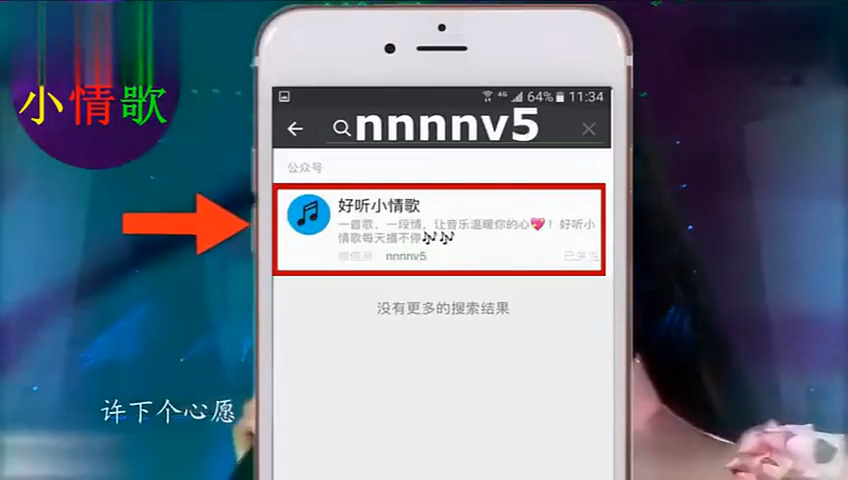 小情歌
4G 64% 11:34
nnnnv5
公众号
好听小情歌
一首歌、一段情，让音乐温暖你的心💖！好听小
情歌每天播不停🎶🎶
微信号: nnnnv5 已关注
没有更多的搜索结果
许下个心愿